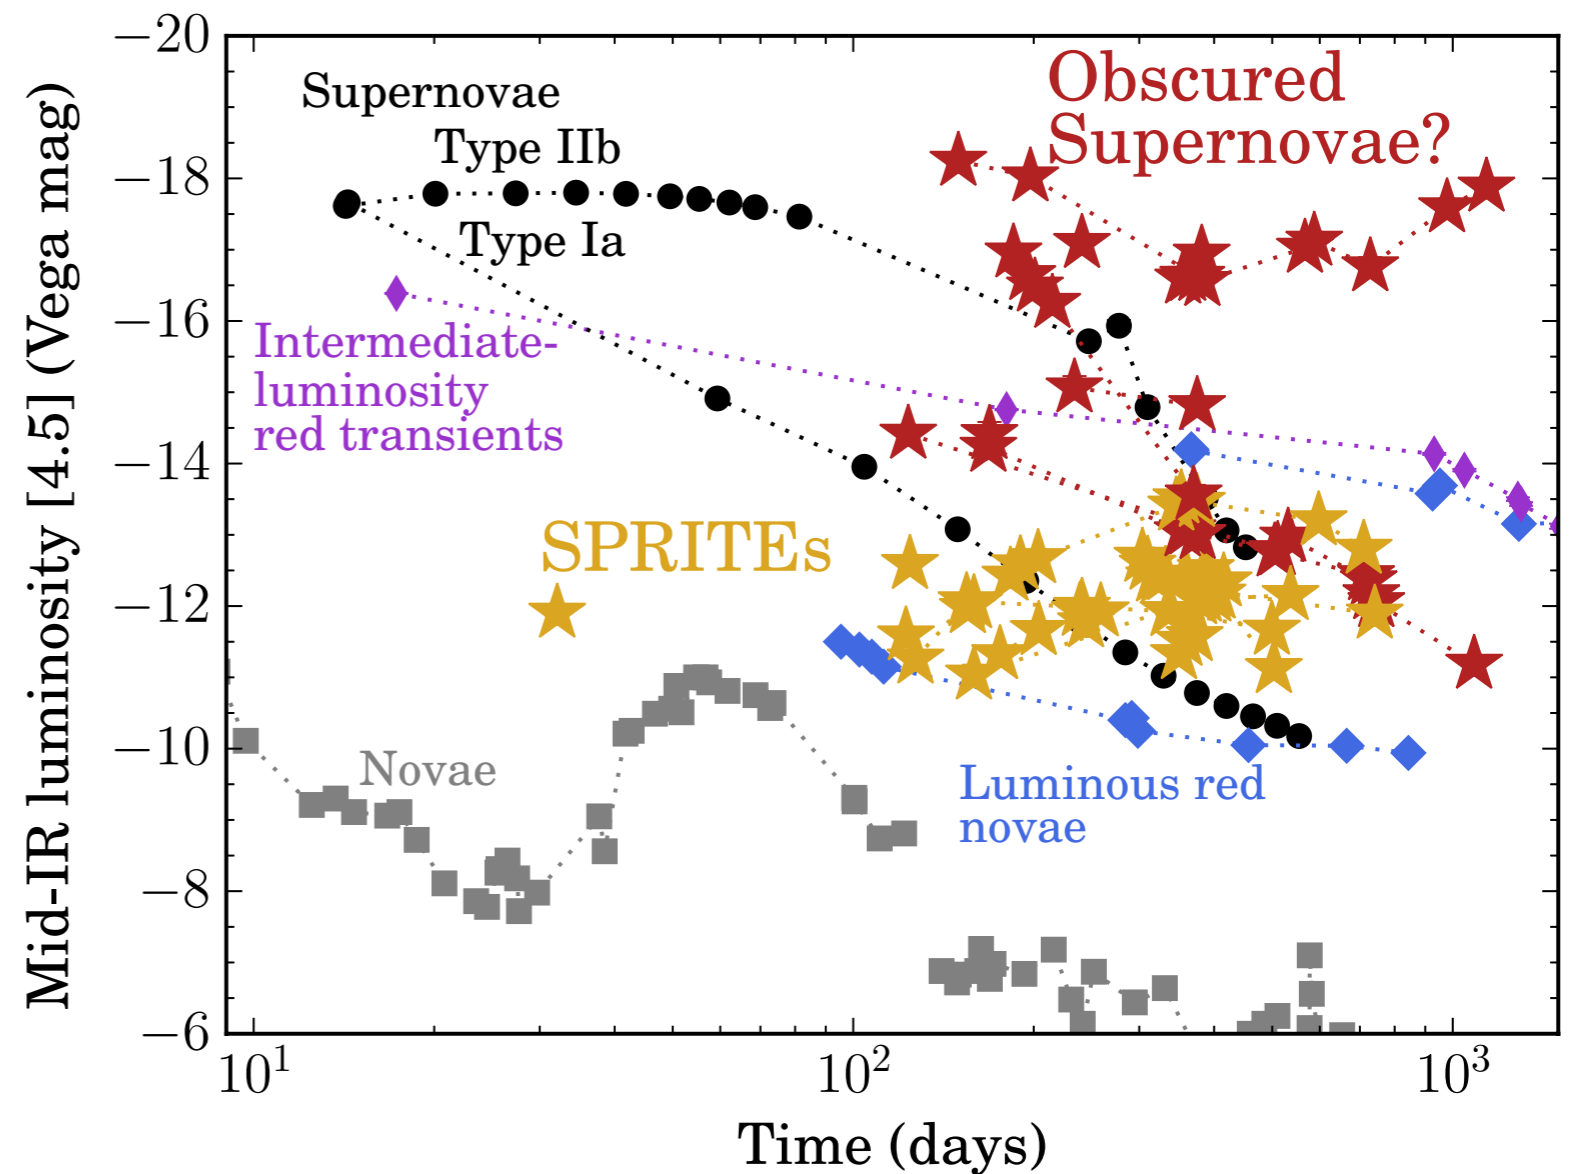 Mid-IR luminosity [4.5] (Vega mag)
−20
−18
−16
−14
−12
−10
−8
−6
Supernovae
Type IIb
Type Ia
Obscured
Supernovae?
Intermediate-
luminosity
red transients
SPRITEs
Novae
Luminous red
novae
10¹
10²
10³
Time (days)